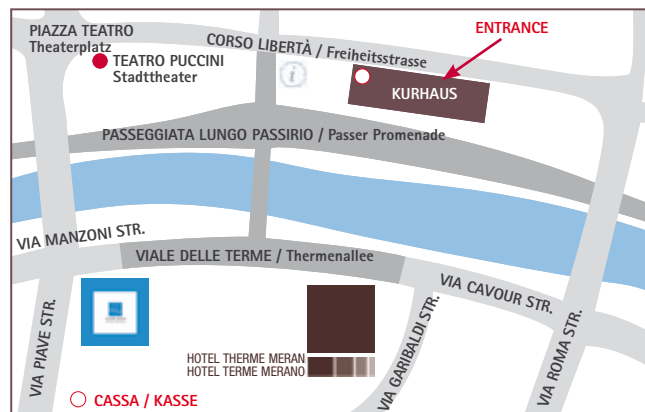 PIAZZA TEATRO
Theaterplatz
TEATRO PUCCINI
Stadttheater
CORSO LIBERTÀ / Freiheitsstrasse
ENTRANCE
i
KURHAUS
PASSEGGIATA LUNGO PASSIRIO / Passer Promenade
VIA MANZONI STR.
VIALE DELLE TERME / Thermenallee
VIA CAVOUR STR.
VIA PIAVE STR.
VIA GARIBALDI STR.
VIA ROMA STR.
HOTEL THERME MERAN
HOTEL TERME MERANO
CASSA / KASSE